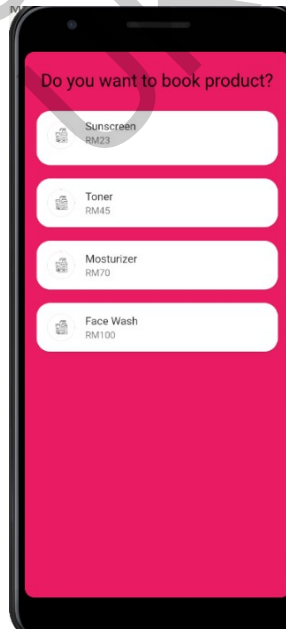 Do you want to book product?
Sunscreen
RM23
Toner
RM45
Mosturizer
RM70
Face Wash
RM100